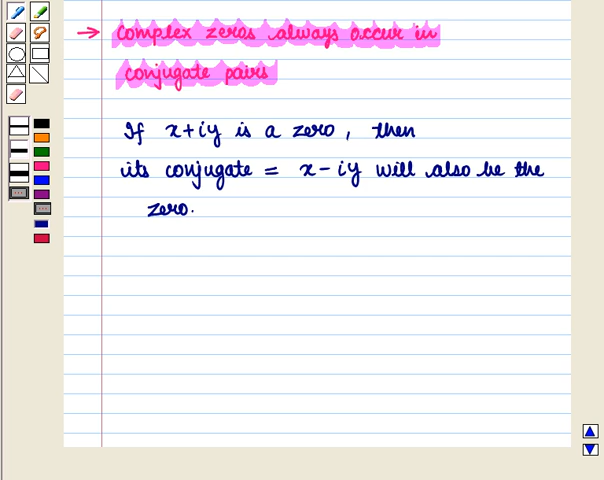 → complex zeros always occur in
conjugate pairs
If x+iy is a zero, then
its conjugate = x-iy will also be the
zero.